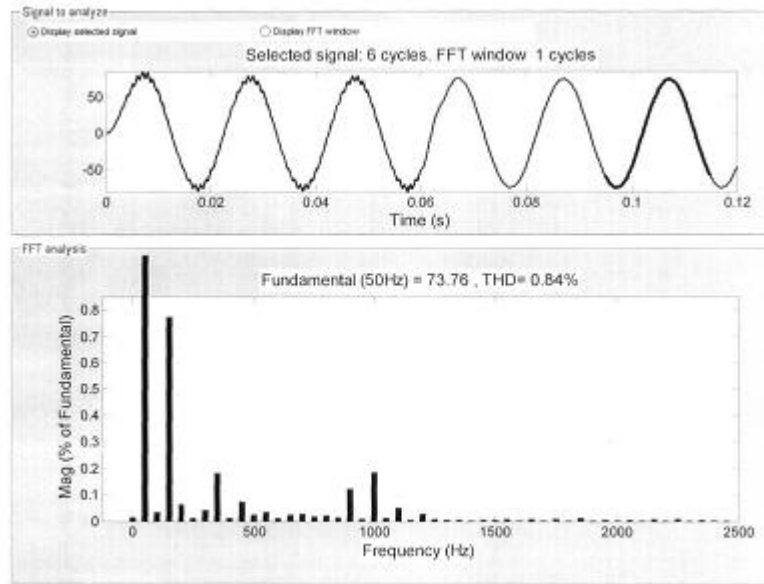 Signal to analyze
Display selected signal
Display FFT window
Selected signal: 6 cycles. FFT window 1 cycles
50
0
-50
0
0.02
0.04
0.06
0.08
0.1
0.12
Time (s)
FFT analysis
Fundamental (50Hz) = 73.76 , THD= 0.84%
Mag (% of Fundamental)
0.8
0.7
0.6
0.5
0.4
0.3
0.2
0.1
0
0
500
1000
1500
2000
2500
Frequency (Hz)